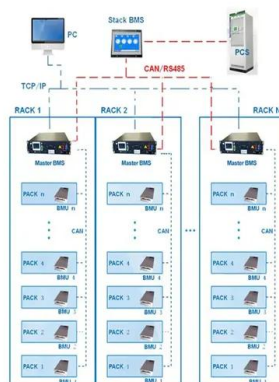 PC
Stack BMS
PCS
CAN/RS485
TCP/IP
RACK 1
RACK 2
RACK N
Master BMS
Master BMS
Master BMS
PACK n
PACK n
PACK n
BMU n
BMU n
BMU n
CAN
CAN
CAN
PACK 4
PACK 4
PACK 4
BMU 4
BMU 4
BMU 4
PACK 3
PACK 3
PACK 3
BMU 3
BMU 3
BMU 3
PACK 2
PACK 2
PACK 2
BMU 2
BMU 2
BMU 2
PACK 1
PACK 1
PACK 1